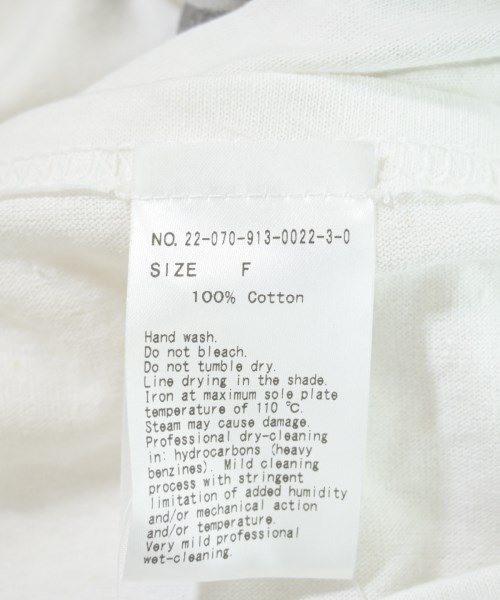 NO. 22-070-913-0022-3-0
SIZE F
100% Cotton
Hand wash.
Do not bleach.
Do not tumble dry.
Line drying in the shade.
Iron at maximum sole plate
temperature of 110 ℃.
Steam may cause damage.
Professional dry-cleaning
in: hydrocarbons (heavy
benzines). Mild cleaning
process with stringent
limitation of added humidity
and/or mechanical action
and/or temperature.
Very mild professional
wet-cleaning.